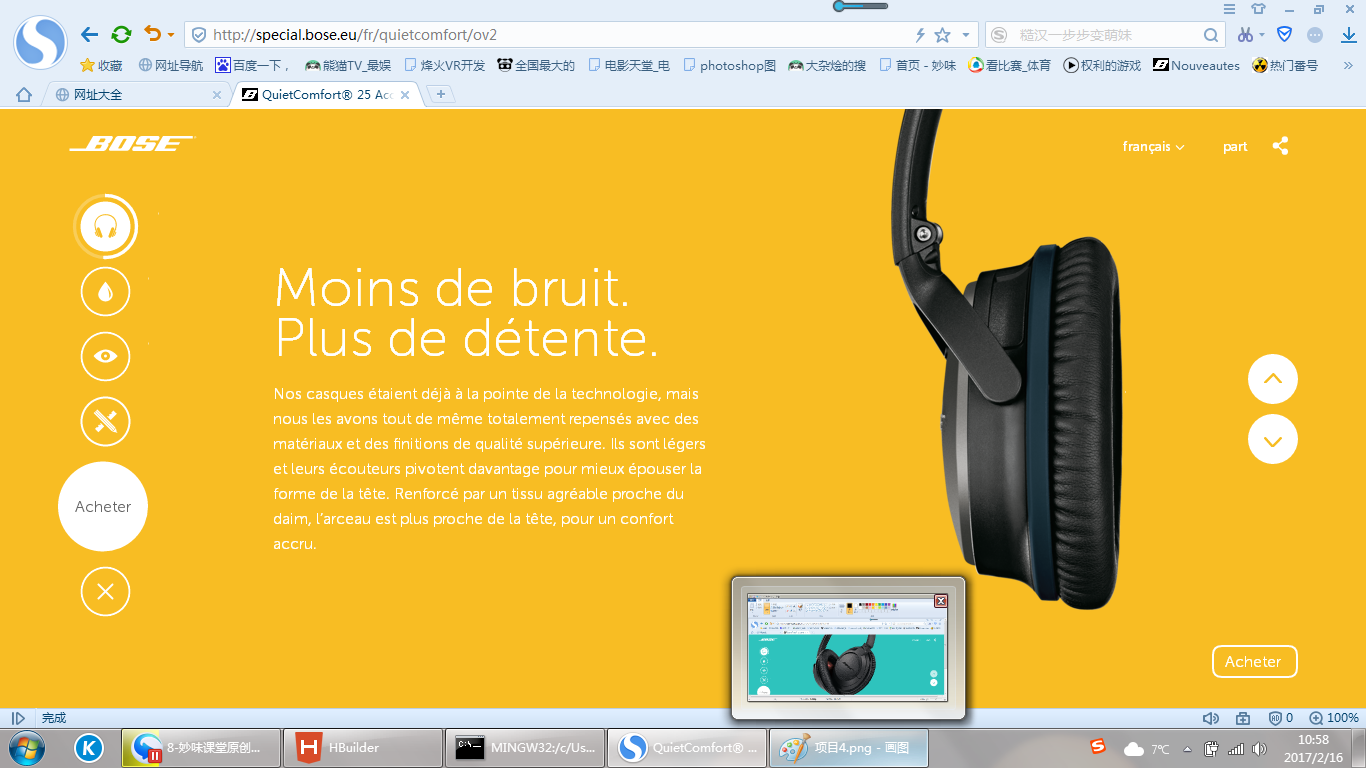 http://special.bose.eu/fr/quietcomfort/ov2
糙汉一步步变萌妹
收藏
网址导航
百度一下，
熊猫TV_最娱
烽火VR开发
全国最大的
电影天堂_电
photoshop图
大杂烩的搜
首页 - 妙味
看比赛_体育
权利的游戏
Nouveautes
热门番号
网址大全
QuietComfort® 25 Acc
BOSE
français
part
Moins de bruit.
Plus de détente.
Nos casques étaient déjà à la pointe de la technologie, mais
nous les avons tout de même totalement repensés avec des
matériaux et des finitions de qualité supérieure. Ils sont légers
et leurs écouteurs pivotent davantage pour mieux épouser la
forme de la tête. Renforcé par un tissu agréable proche du
daim, l'arceau est plus proche de la tête, pour un confort
accru.
Acheter
Acheter
完成
0
100%
8-妙味课堂原创...
HBuilder
MINGW32:/c/Us...
QuietComfort® ...
项目4.png - 画图
7℃
10:58
2017/2/16